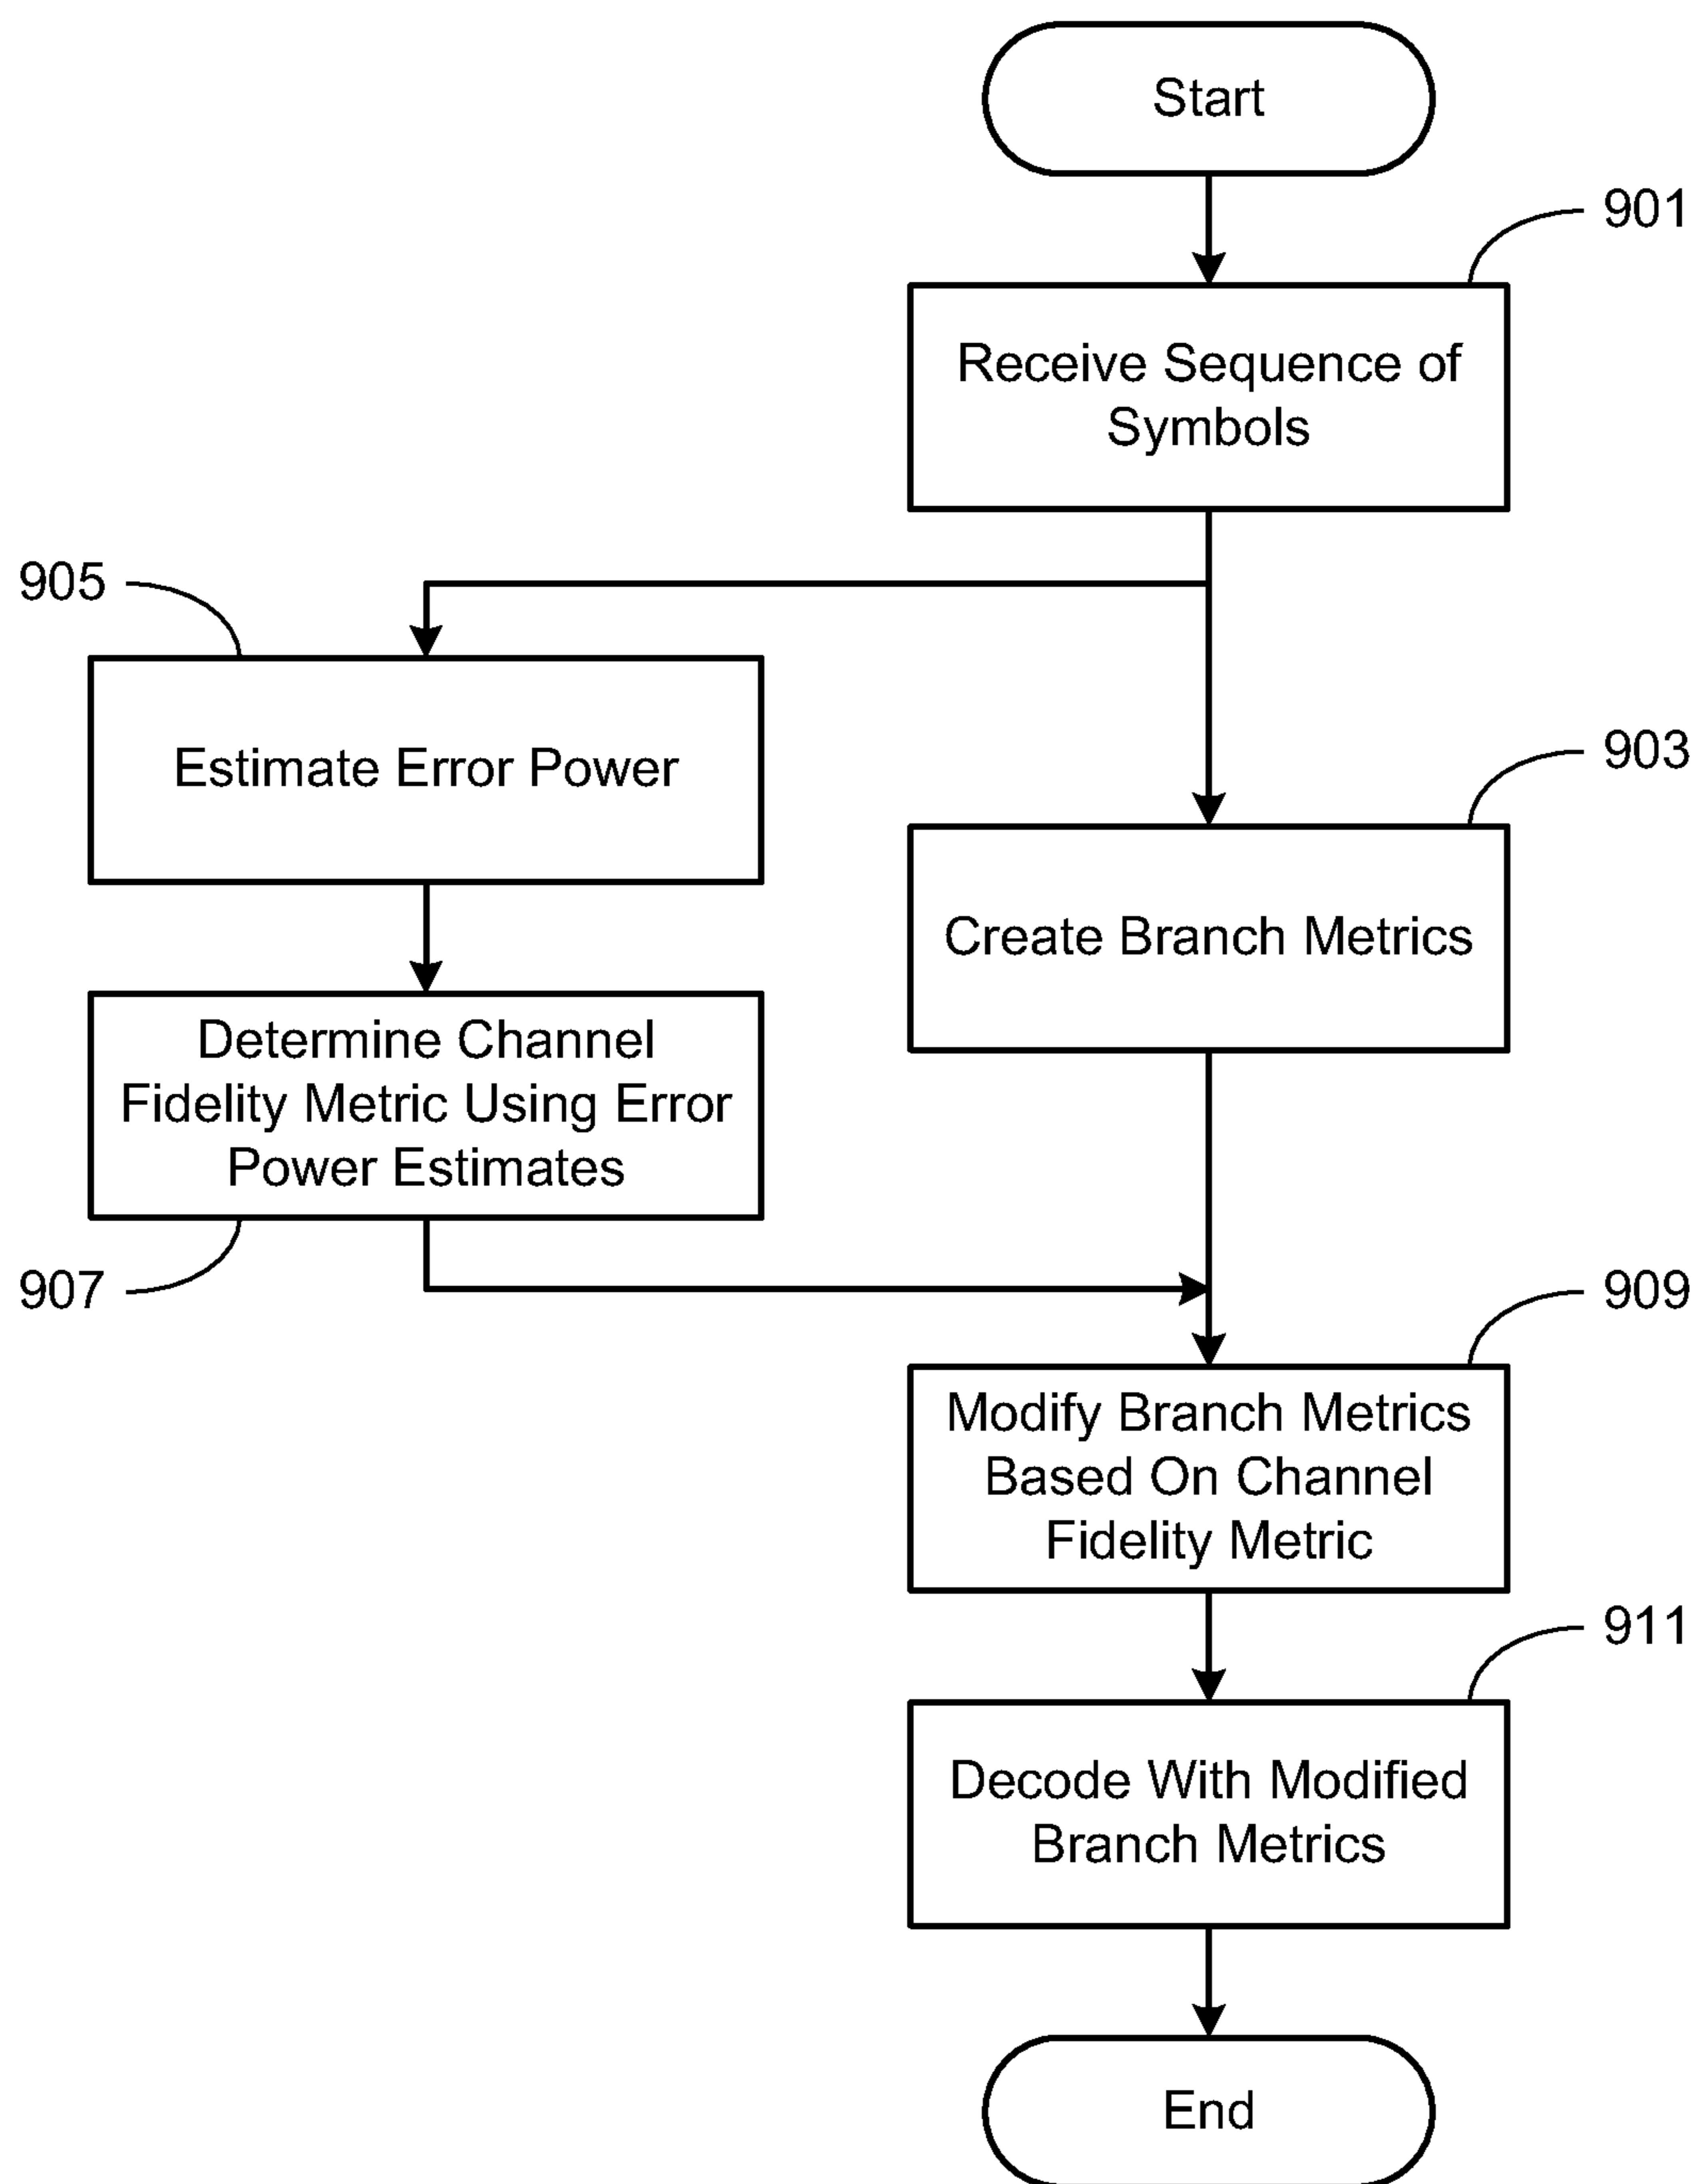 Start
901
Receive Sequence of
Symbols
905
Estimate Error Power
903
Create Branch Metrics
Determine Channel
Fidelity Metric Using Error
Power Estimates
907
909
Modify Branch Metrics
Based On Channel
Fidelity Metric
911
Decode With Modified
Branch Metrics
End